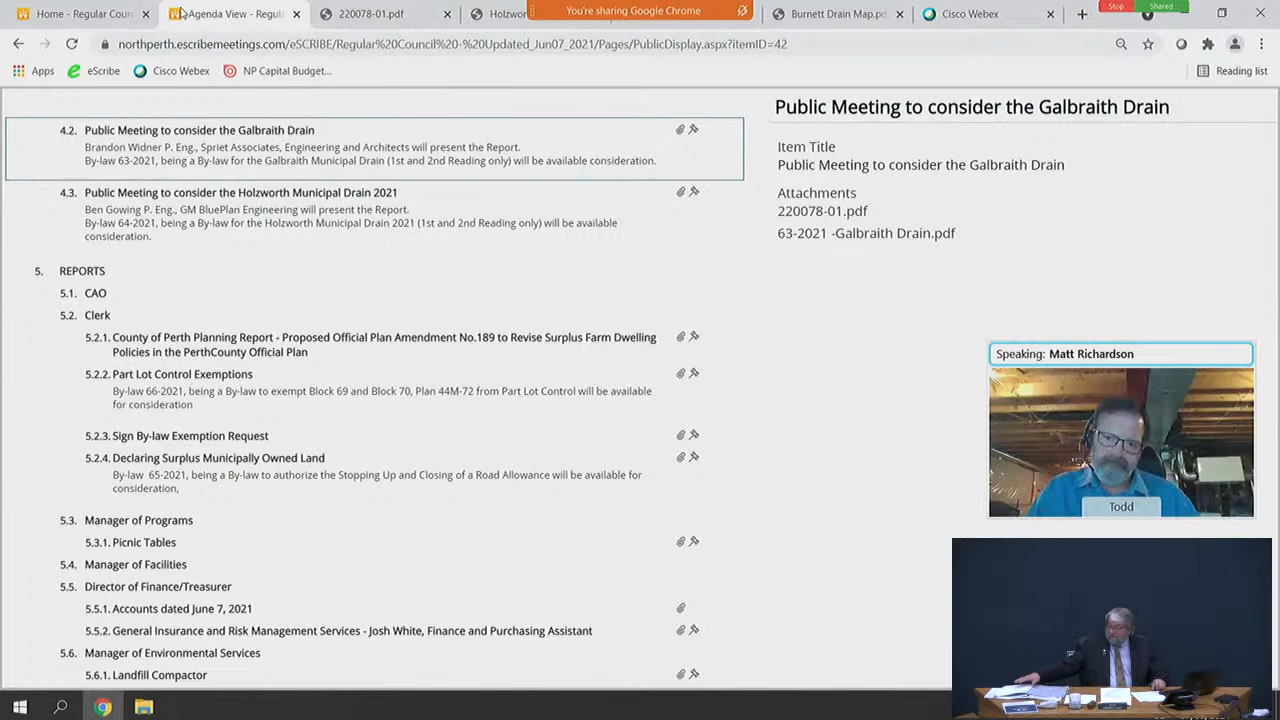 Home - Regular Coun
Agenda View - Regula
220078-01.pdf
Holzwor
You're sharing Google Chrome
Burnett Drain Map.pd
Cisco Webex
Stop
Shared
northperth.escribemeetings.com/eSCRIBE/Regular%20Council%20-%20Updated_Jun07_2021/Pages/PublicDisplay.aspx?itemID=42
Apps
eScribe
Cisco Webex
NP Capital Budget...
Reading list
4.2. Public Meeting to consider the Galbraith Drain
Brandon Widner P. Eng., Spriet Associates, Engineering and Architects will present the Report.
By-law 63-2021, being a By-law for the Galbraith Municipal Drain (1st and 2nd Reading only) will be available consideration.
4.3. Public Meeting to consider the Holzworth Municipal Drain 2021
Ben Gowing P. Eng., GM BluePlan Engineering will present the Report.
By-law 64-2021, being a By-law for the Holzworth Municipal Drain 2021 (1st and 2nd Reading only) will be available
consideration.
5. REPORTS
5.1. CAO
5.2. Clerk
5.2.1. County of Perth Planning Report - Proposed Official Plan Amendment No.189 to Revise Surplus Farm Dwelling
Policies in the PerthCounty Official Plan
5.2.2. Part Lot Control Exemptions
By-law 66-2021, being a By-law to exempt Block 69 and Block 70, Plan 44M-72 from Part Lot Control will be available
for consideration
5.2.3. Sign By-law Exemption Request
5.2.4. Declaring Surplus Municipally Owned Land
By-law 65-2021, being a By-law to authorize the Stopping Up and Closing of a Road Allowance will be available for
consideration,
5.3. Manager of Programs
5.3.1. Picnic Tables
5.4. Manager of Facilities
5.5. Director of Finance/Treasurer
5.5.1. Accounts dated June 7, 2021
5.5.2. General Insurance and Risk Management Services - Josh White, Finance and Purchasing Assistant
5.6. Manager of Environmental Services
5.6.1. Landfill Compactor
Public Meeting to consider the Galbraith Drain
Item Title
Public Meeting to consider the Galbraith Drain
Attachments
220078-01.pdf
63-2021 -Galbraith Drain.pdf
Speaking: Matt Richardson
Todd